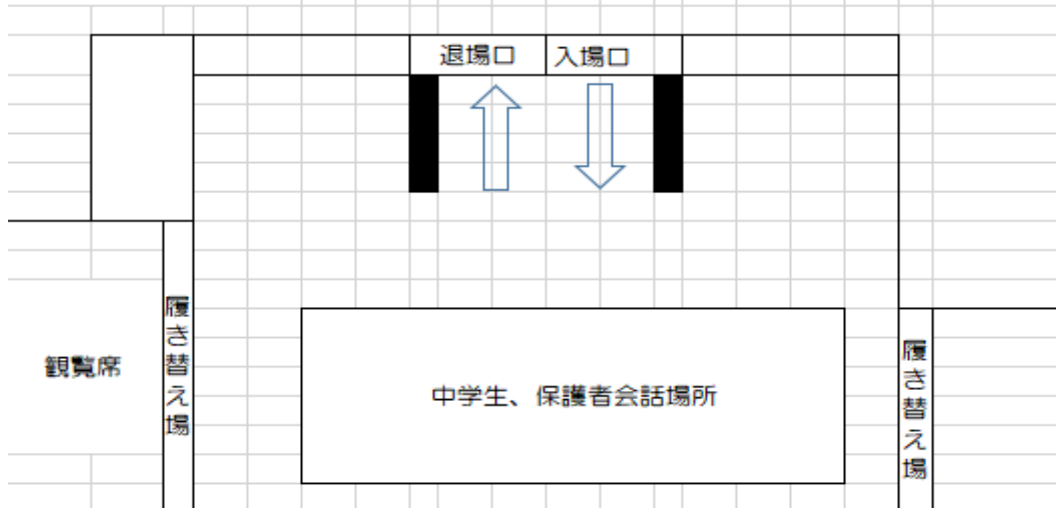 退場口
入場口
履き替え場
観覧席
中学生、保護者会話場所
履き替え場